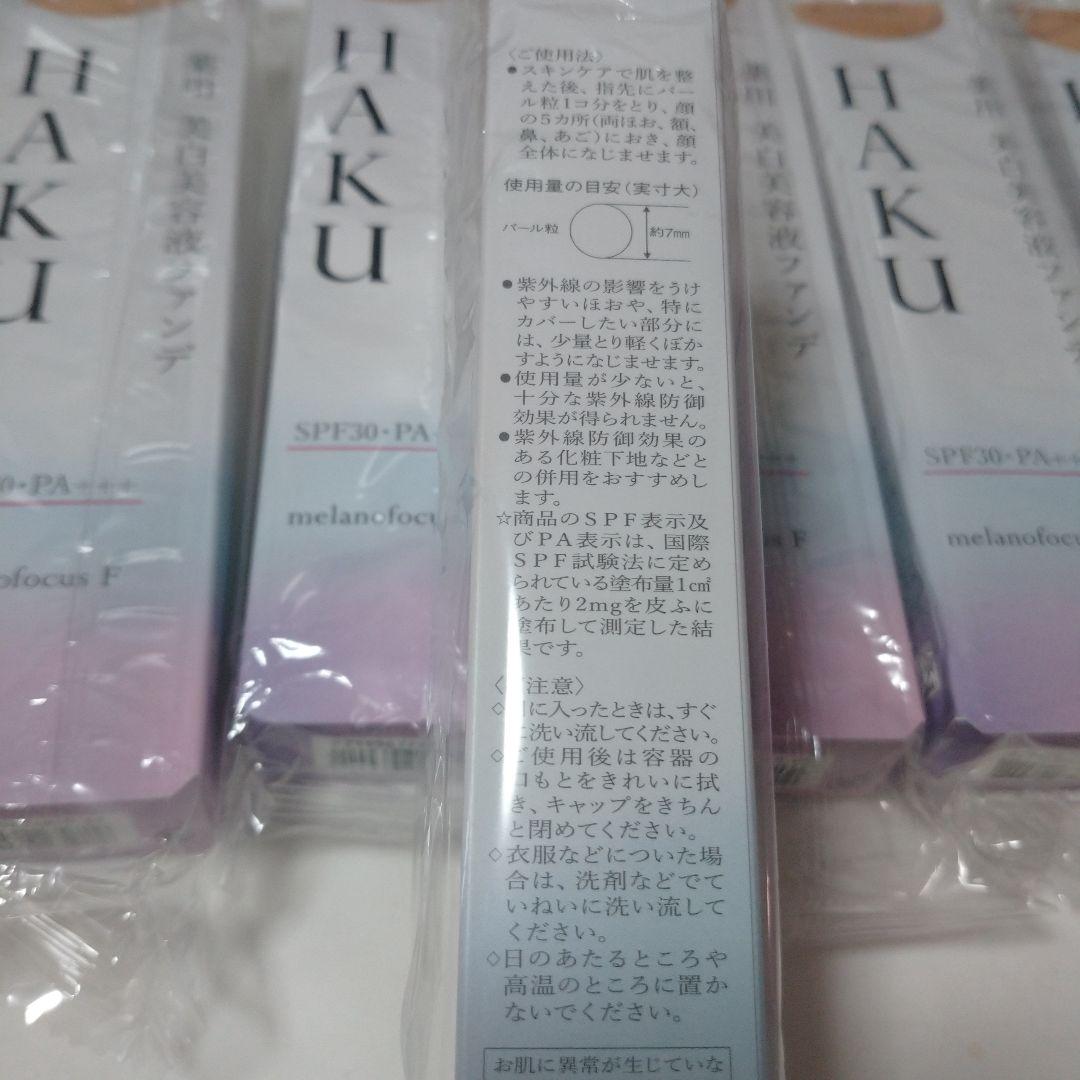 HAKU
薬用 美白美容液ファンデ
0・PA+++
nofocus F
HAKU
SPF30・PA
melanofocu
〈ご使用法〉
●スキンケアで肌を整
えた後、指先にパー
ル粒1コ分をとり、顔
の5カ所(両ほお、額、
鼻、あご)におき、顔
全体になじませます。
使用量の目安(実寸大)
パール粒
約7mm
●紫外線の影響をうけ
やすいほおや、特に
カバーしたい部分に
は、少量とり軽くぼか
すようになじませます。
●使用量が少ないと、
十分な紫外線防御
効果が得られません。
●紫外線防御効果の
ある化粧下地などと
の併用をおすすめし
ます。
☆商品のSPF表示及
びPA表示は、国際
SPF試験法に定め
られている塗布量1c㎡
あたり2mgを皮ふに
塗布して測定した結
果です。
〈ご注意〉
◇目に入ったときは、すぐ
に洗い流してください。
◇ご使用後は容器の
口もとをきれいに拭
き、キャップをきちん
と閉めてください。
◇衣服などについた場
合は、洗剤などでて
いねいに洗い流して
ください。
◇日のあたるところや
高温のところに置か
ないでください。
お肌に異常が生じていな
薬用 美白美容液ファンデ
us F
HAKU
SPF30・PA++
melanofocu
薬用 美白美容液ファンデ